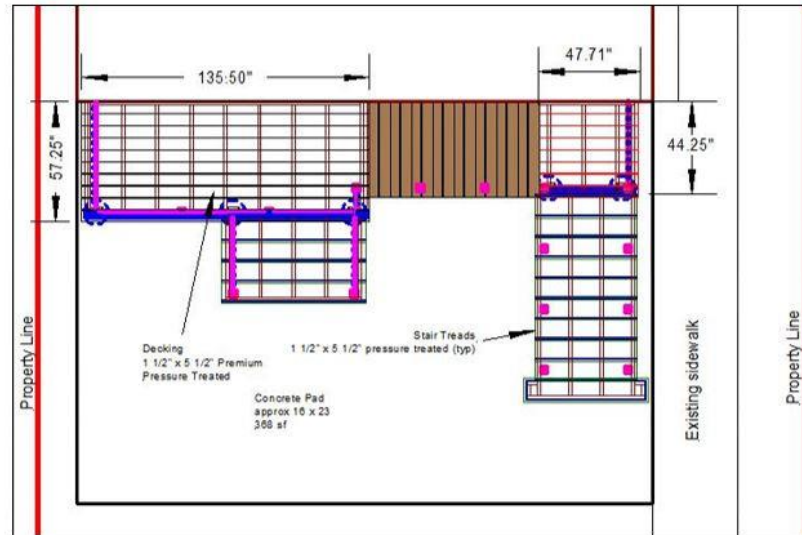 135.50"
47.71"
57.25"
44.25"
Decking
1 1/2" x 5 1/2" Premium
Pressure Treated
Stair Treads
1 1/2" x 5 1/2" pressure treated (typ)
Concrete Pad
approx 16 x 23
368 sf
Property Line
Existing sidewalk
Property Line